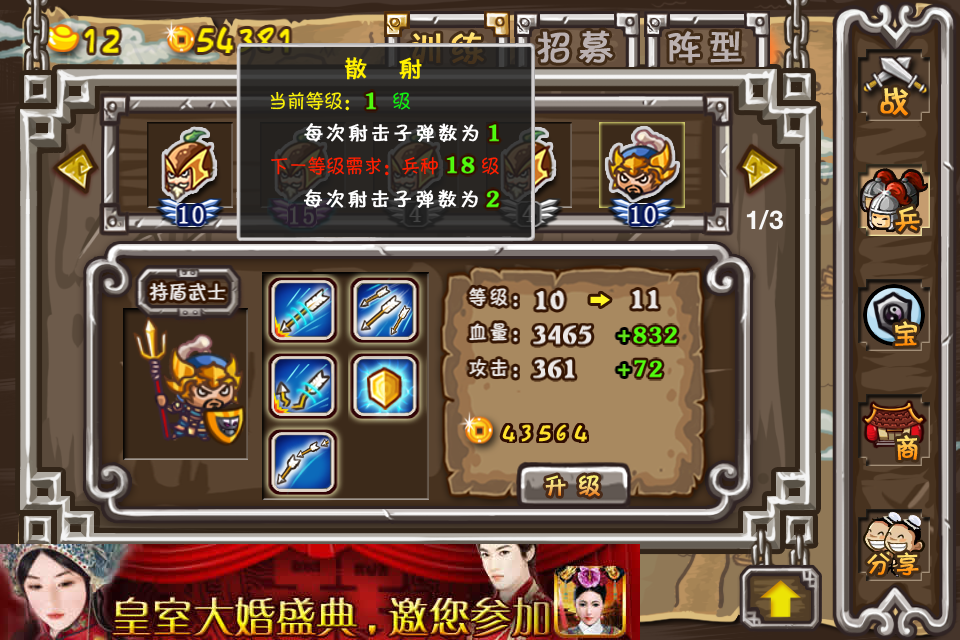 12
54381
训练
招募
阵型
散 射
当前等级：1 级
每次射击子弹数为 1
下一等级需求：兵种 18 级
每次射击子弹数为 2
10
15
4
4
10
1/3
战
兵
宝
商
分享
持盾武士
等级：10 11
血量：3465 +832
攻击：361 +72
43564
升级
皇室大婚盛典，邀您参加